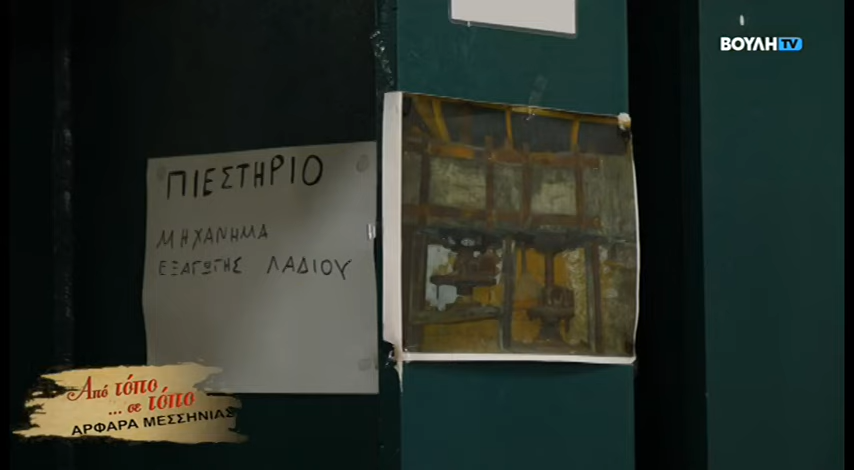 ΒΟΥΛΗ TV
ΠΙΕΣΤΗΡΙΟ
ΜΗΧΑΝΗΜΑ
ΕΞΑΓΩΓΗΣ ΛΑΔΙΟΥ
Από τόπο
... σε τόπο
ΑΡΦΑΡΑ ΜΕΣΣΗΝΙΑΣ